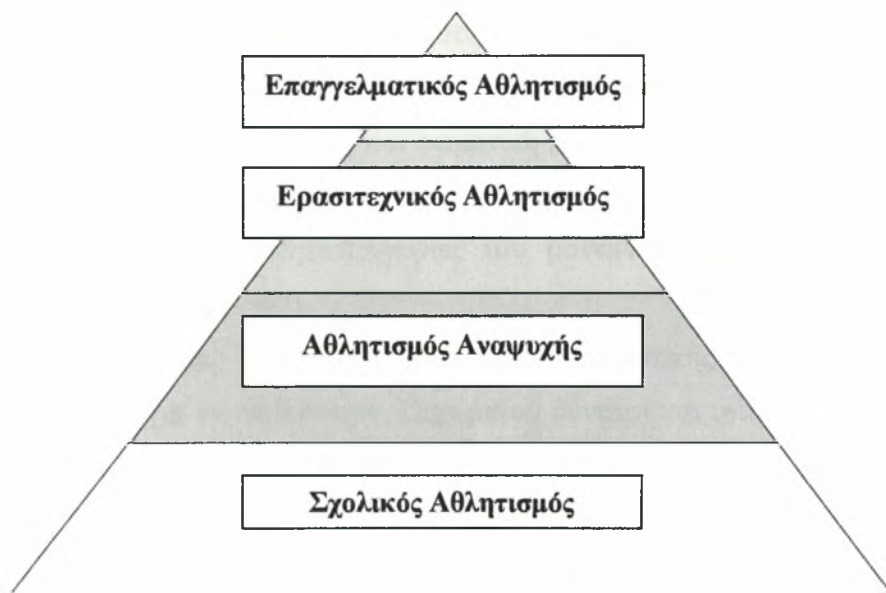 Επαγγελματικός Αθλητισμός
Ερασιτεχνικός Αθλητισμός
Αθλητισμός Αναψυχής
Σχολικός Αθλητισμός